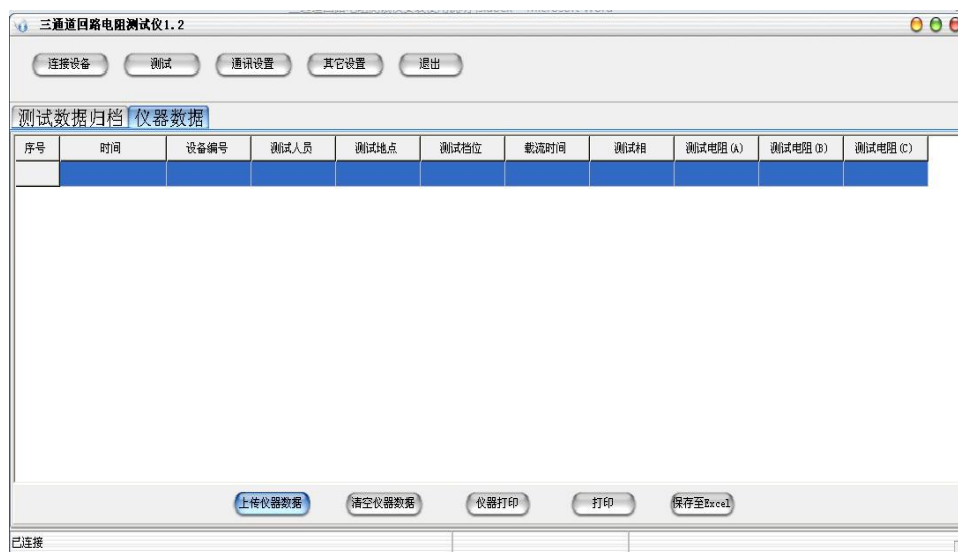 三通道回路电阻测试仪1.2
连接设备 测试 通讯设置 其它设置 退出
测试数据归档 仪器数据
序号 时间 设备编号 测试人员 测试地点 测试档位 载流时间 测试相 测试电阻(A) 测试电阻(B) 测试电阻(C)
上传仪器数据 清空仪器数据 仪器打印 打印 保存至Excel
已连接